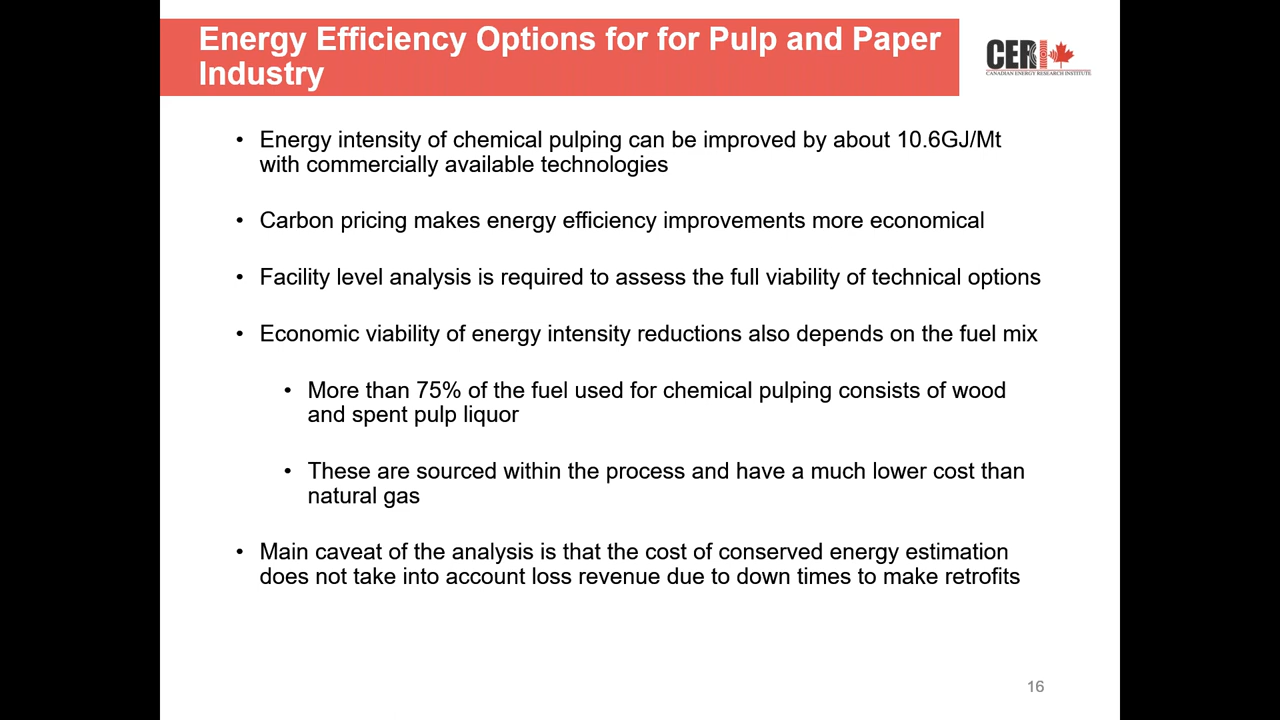 Energy Efficiency Options for for Pulp and Paper
Industry
CERI
CANADIAN ENERGY RESEARCH INSTITUTE
• Energy intensity of chemical pulping can be improved by about 10.6GJ/Mt
with commercially available technologies
• Carbon pricing makes energy efficiency improvements more economical
• Facility level analysis is required to assess the full viability of technical options
• Economic viability of energy intensity reductions also depends on the fuel mix
• More than 75% of the fuel used for chemical pulping consists of wood
and spent pulp liquor
• These are sourced within the process and have a much lower cost than
natural gas
• Main caveat of the analysis is that the cost of conserved energy estimation
does not take into account loss revenue due to down times to make retrofits
16